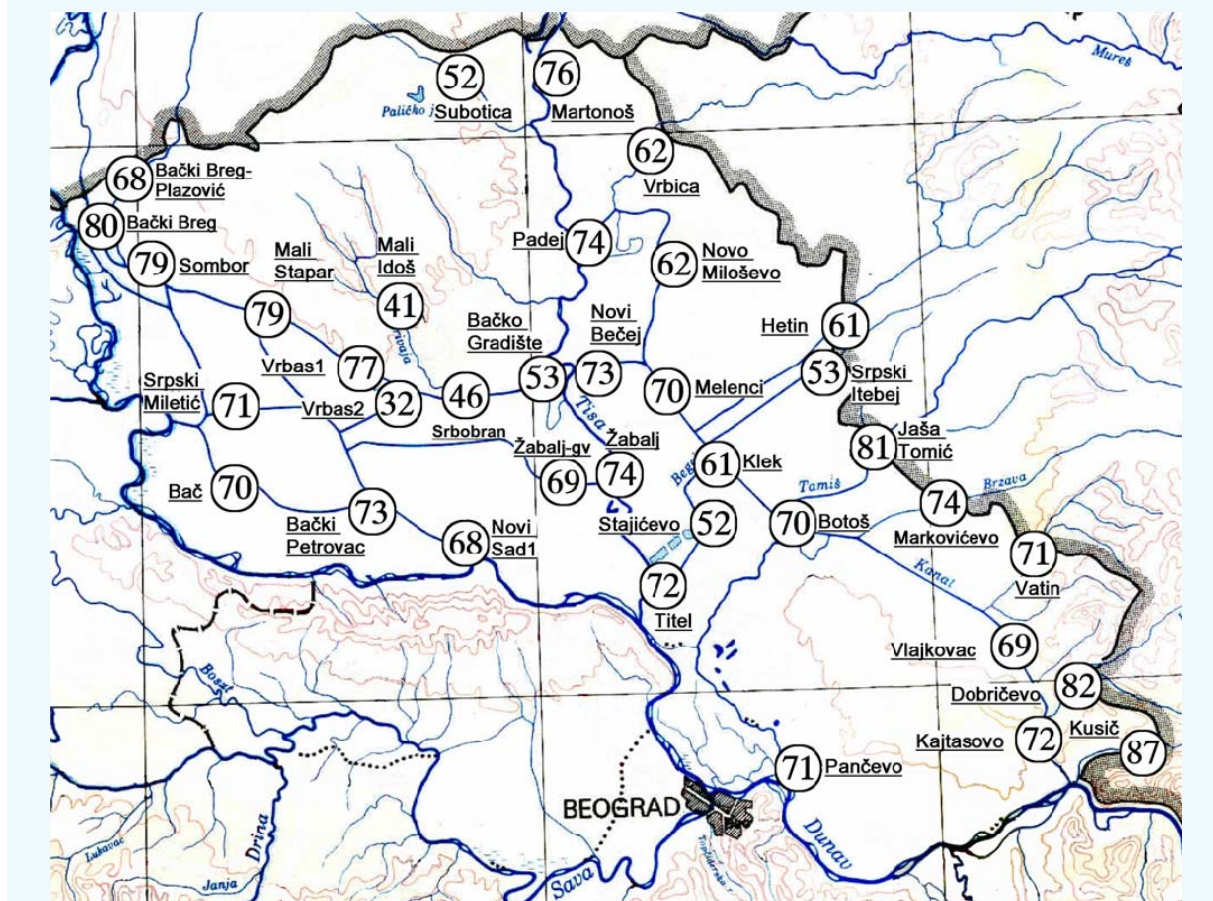 Mureš
52
76
Paličko j
Subotica
Martonoš
62
Vrbica
68
Bački Breg-
Plazović
80
Bački Breg
Padej
74
79
Sombor
Mali
Stapar
Mali
Idoš
62
Novo
Miloševo
79
41
Novi
Bečej
Hetin
61
Bačko
Gradište
Vrbas1
77
53
73
53
Srpski
Itebej
Srpski
Miletić
71
Vrbas2
32
46
70
Melenci
Srbobran
Tisa
Jaša
Tomić
81
Žabalj-gv
Žabalj
69
74
61
Klek
Bač
70
Tamiš
Brzava
74
Bački
Petrovac
73
Stajićevo
52
70
Botoš
Markovićevo
68
Novi
Sad1
71
Vatin
Kanal
72
Titel
Vlajkovac
69
Bosut
Dobričevo
82
Kajtasovo
72
Kusič
87
71
Pančevo
BEOGRAD
Dunav
Drina
Lukavac
Janja
Sava